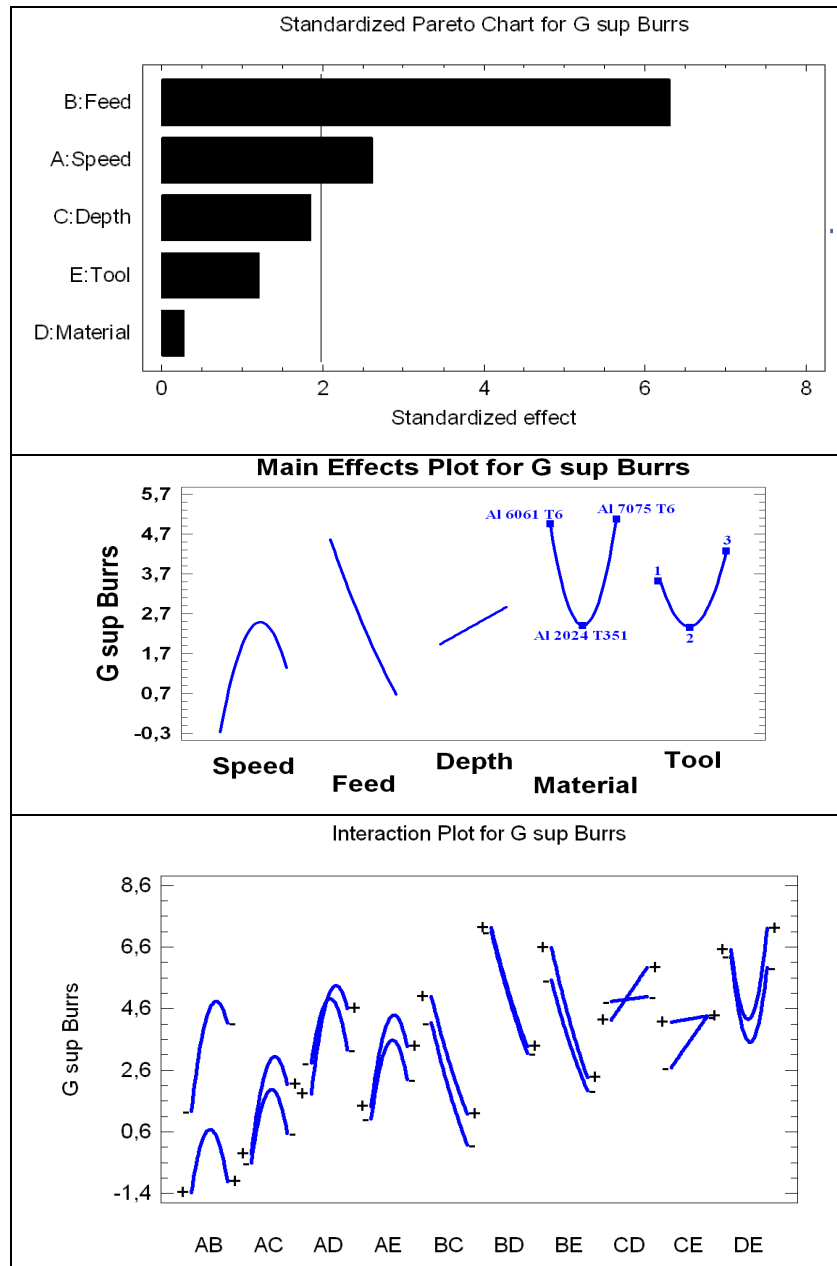 Standardized Pareto Chart for G sup Burrs
B:Feed
A:Speed
C:Depth
E:Tool
D:Material
0 2 4 6 8
Standardized effect
Main Effects Plot for G sup Burrs
G sup Burrs
5,7
4,7
3,7
2,7
1,7
0,7
-0,3
Al 6061 T6
Al 7075 T6
Al 2024 T351
1
2
3
Speed
Feed
Depth
Material
Tool
Interaction Plot for G sup Burrs
G sup Burrs
8,6
6,6
4,6
2,6
0,6
-1,4
- - + +
- + - +
- + + -
- + - +
+ - + -
+ - + -
+ - + -
- + + -
+ - + -
+ - + -
AB AC AD AE BC BD BE CD CE DE